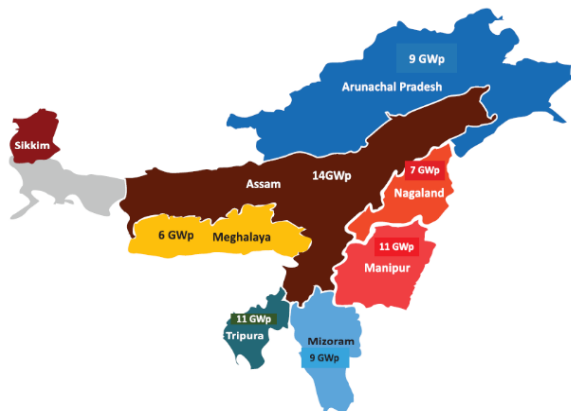 9 GWp
Arunachal Pradesh
Sikkim
Assam
14GWp
7 GWp
Nagaland
6 GWp Meghalaya
11 GWp
Manipur
11 GWp
Tripura
Mizoram
9 GWp